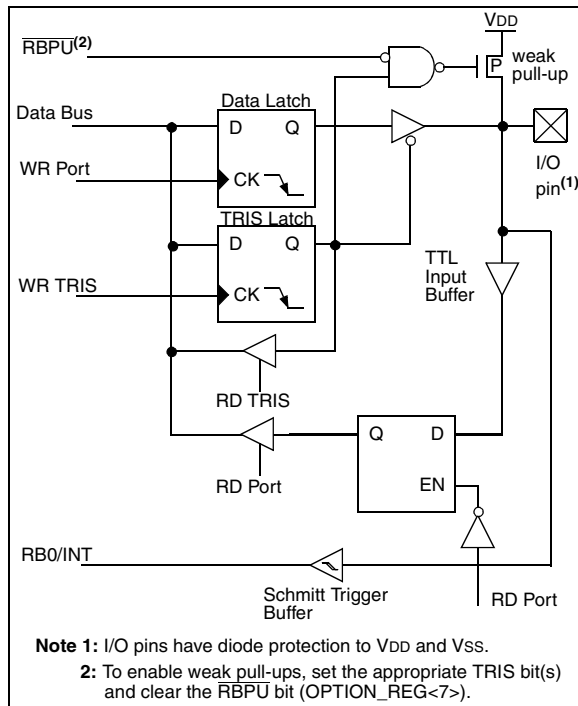 VDD
RBPU(2)
P
weak
pull-up
Data Latch
Data Bus
D Q
WR Port
CK
I/O
pin(1)
TRIS Latch
D Q
TTL
Input
Buffer
WR TRIS
CK
RD TRIS
Q D
EN
RD Port
RB0/INT
Schmitt Trigger
Buffer
RD Port
Note 1: I/O pins have diode protection to VDD and VSS.
2: To enable weak pull-ups, set the appropriate TRIS bit(s)
and clear the RBPU bit (OPTION_REG<7>).